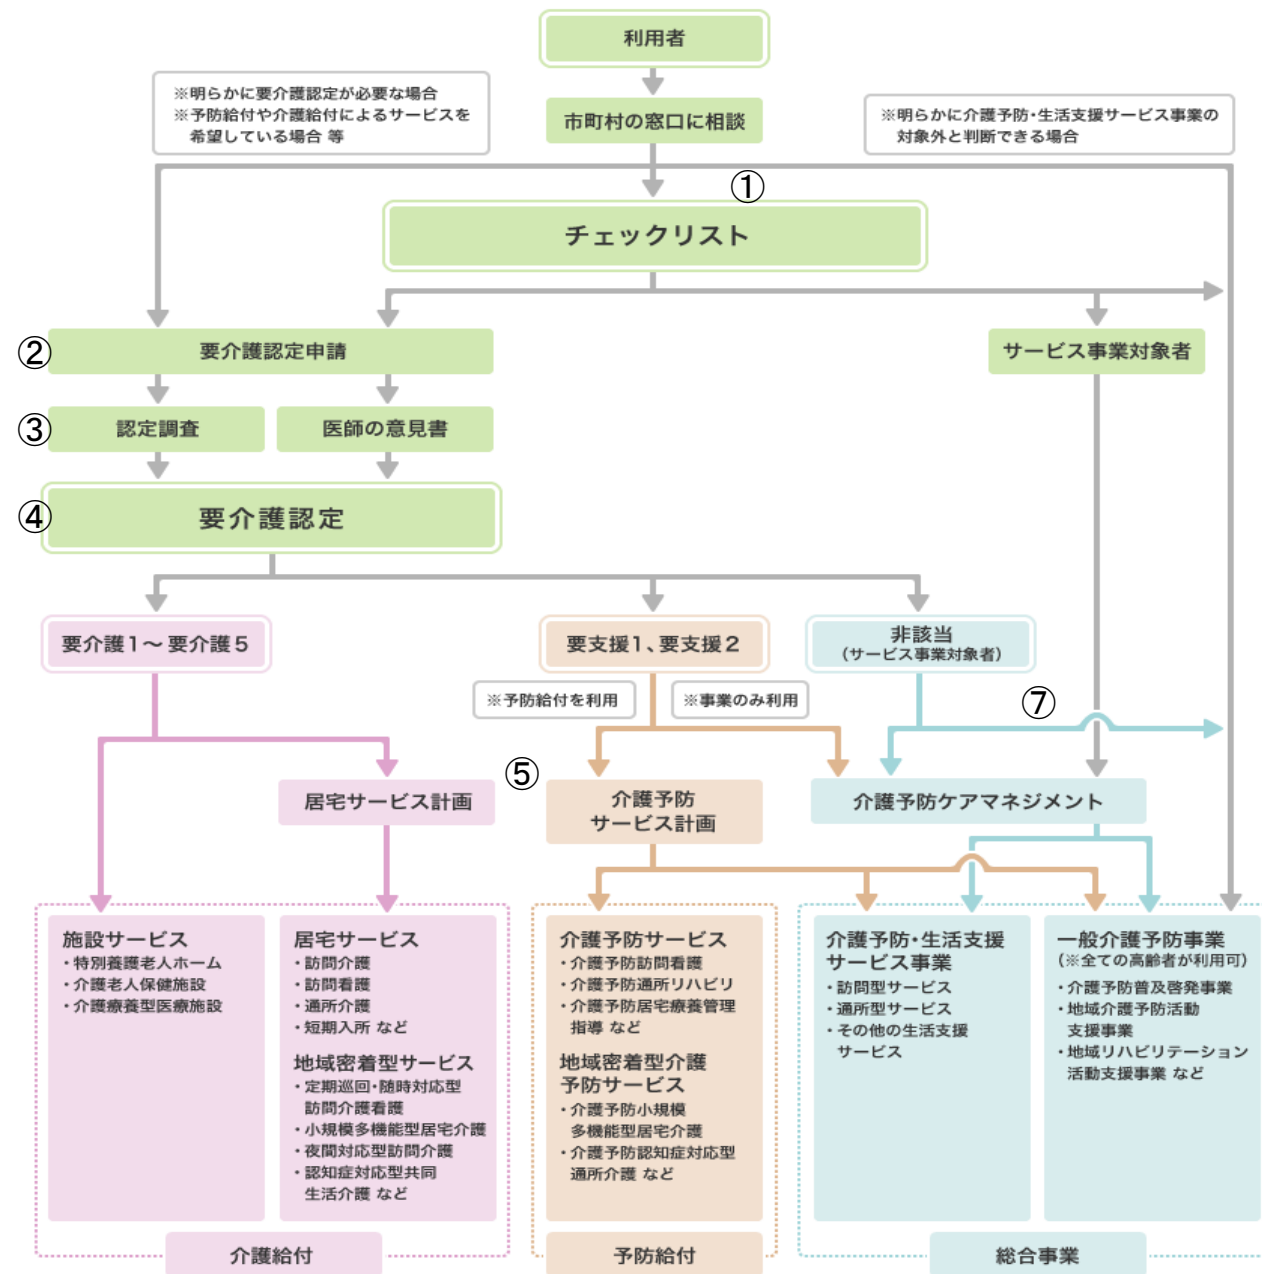 利用者
※明らかに要介護認定が必要な場合
※予防給付や介護給付によるサービスを
希望している場合 等
市町村の窓口に相談
※明らかに介護予防・生活支援サービス事業の
対象外と判断できる場合
①
チェックリスト
②
要介護認定申請
サービス事業対象者
③
認定調査
医師の意見書
④
要介護認定
要介護1〜要介護5
要支援1、要支援2
非該当
(サービス事業対象者)
※予防給付を利用
※事業のみ利用
⑦
⑤
居宅サービス計画
介護予防
サービス計画
介護予防ケアマネジメント
施設サービス
・特別養護老人ホーム
・介護老人保健施設
・介護療養型医療施設
居宅サービス
・訪問介護
・訪問看護
・通所介護
・短期入所 など
地域密着型サービス
・定期巡回・随時対応型
訪問介護看護
・小規模多機能型居宅介護
・夜間対応型訪問介護
・認知症対応型共同
生活介護 など
介護予防サービス
・介護予防訪問看護
・介護予防通所リハビリ
・介護予防居宅療養管理
指導 など
地域密着型介護
予防サービス
・介護予防小規模
多機能型居宅介護
・介護予防認知症対応型
通所介護 など
介護予防・生活支援
サービス事業
・訪問型サービス
・通所型サービス
・その他の生活支援
サービス
一般介護予防事業
(※全ての高齢者が利用可)
・介護予防普及啓発事業
・地域介護予防活動
支援事業
・地域リハビリテーション
活動支援事業 など
介護給付
予防給付
総合事業